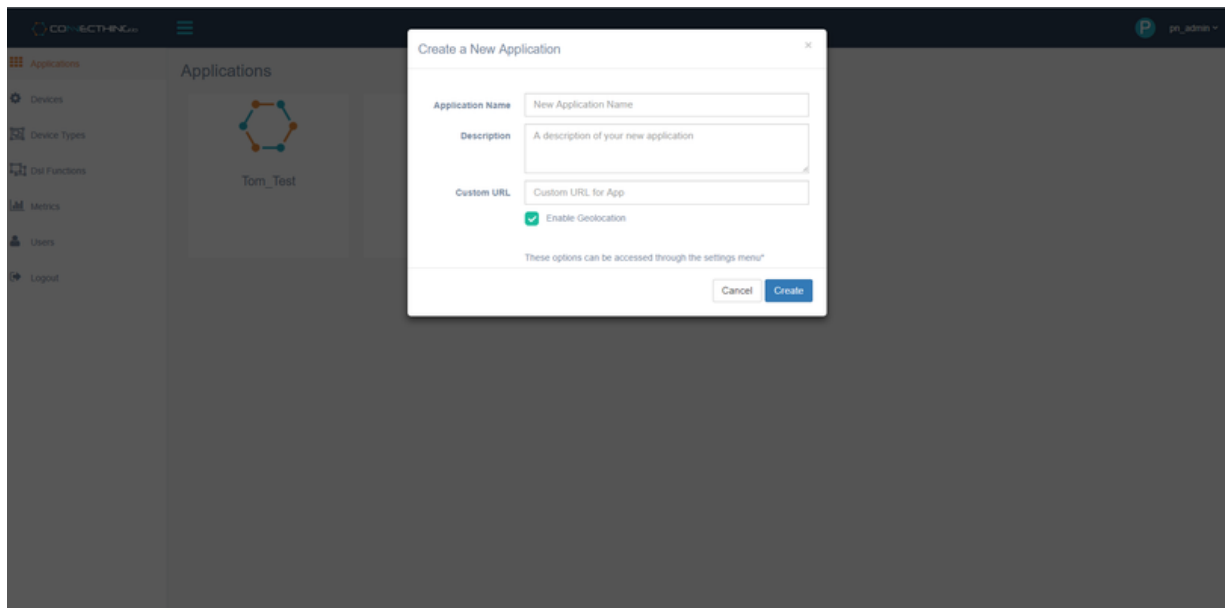 CONNECTHING
P pn_admin
Applications
Devices
Device Types
Dsl Functions
Metrics
Users
Logout
Applications
Tom_Test
Create a New Application ×
Application Name New Application Name
Description A description of your new application
Custom URL Custom URL for App
Enable Geolocation
These options can be accessed through the settings menu*
Cancel Create